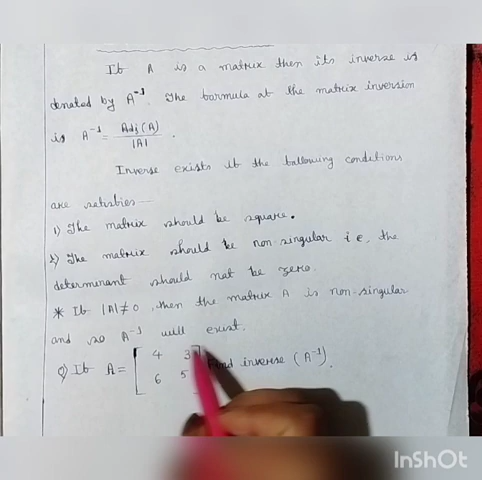 If A is a matrix then its inverse is
denoted by A⁻¹. The formula of the matrix inversion
is A⁻¹ = Adj(A) / |A| .
Inverse exists if the following conditions
are satisfies —
1) The matrix should be square.
2) The matrix should be non-singular i.e, the
determinant should not be zero.
* If |A| ≠ 0, then the matrix A is non-singular
and so A⁻¹ will exist.
Q) If A = [ 4 3 Find inverse (A⁻¹).
6 5 ]
InShOt